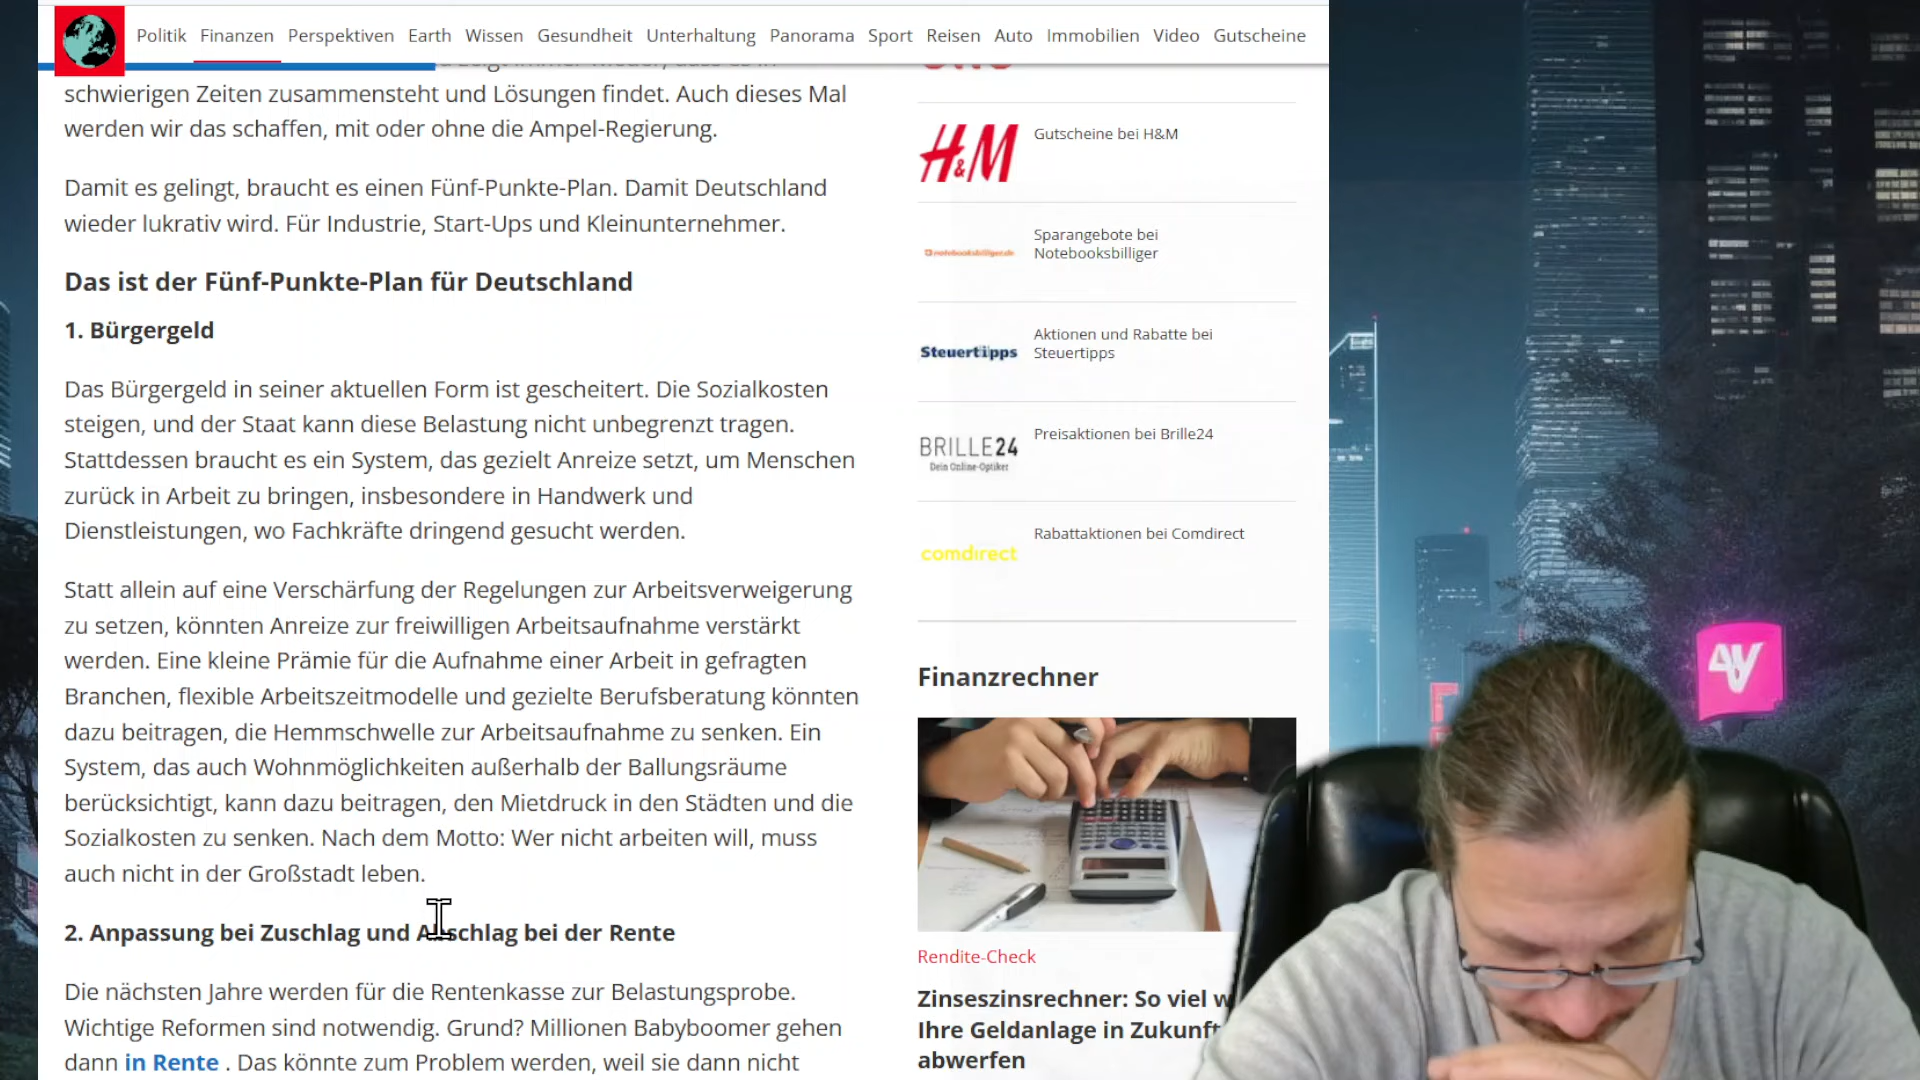 Politik Finanzen Perspektiven Earth Wissen Gesundheit Unterhaltung Panorama Sport Reisen Auto Immobilien Video Gutscheine
schwierigen Zeiten zusammensteht und Lösungen findet. Auch dieses Mal
werden wir das schaffen, mit oder ohne die Ampel-Regierung.
Damit es gelingt, braucht es einen Fünf-Punkte-Plan. Damit Deutschland
wieder lukrativ wird. Für Industrie, Start-Ups und Kleinunternehmer.
Das ist der Fünf-Punkte-Plan für Deutschland
1. Bürgergeld
Das Bürgergeld in seiner aktuellen Form ist gescheitert. Die Sozialkosten
steigen, und der Staat kann diese Belastung nicht unbegrenzt tragen.
Stattdessen braucht es ein System, das gezielt Anreize setzt, um Menschen
zurück in Arbeit zu bringen, insbesondere in Handwerk und
Dienstleistungen, wo Fachkräfte dringend gesucht werden.
Statt allein auf eine Verschärfung der Regelungen zur Arbeitsverweigerung
zu setzen, könnten Anreize zur freiwilligen Arbeitsaufnahme verstärkt
werden. Eine kleine Prämie für die Aufnahme einer Arbeit in gefragten
Branchen, flexible Arbeitszeitmodelle und gezielte Berufsberatung könnten
dazu beitragen, die Hemmschwelle zur Arbeitsaufnahme zu senken. Ein
System, das auch Wohnmöglichkeiten außerhalb der Ballungsräume
berücksichtigt, kann dazu beitragen, den Mietdruck in den Städten und die
Sozialkosten zu senken. Nach dem Motto: Wer nicht arbeiten will, muss
auch nicht in der Großstadt leben.
2. Anpassung bei Zuschlag und Abschlag bei der Rente
Die nächsten Jahre werden für die Rentenkasse zur Belastungsprobe.
Wichtige Reformen sind notwendig. Grund? Millionen Babyboomer gehen
dann in Rente . Das könnte zum Problem werden, weil sie dann nicht
H&M
Gutscheine bei H&M
notebooksbilliger.de
Sparangebote bei
Notebooksbilliger
Steuertipps
Aktionen und Rabatte bei
Steuertipps
BRILLE24
Dein Online-Optiker
Preisaktionen bei Brille24
comdirect
Rabattaktionen bei Comdirect
Finanzrechner
Rendite-Check
Zinseszinsrechner: So viel
Ihre Geldanlage in Zukunft
abwerfen